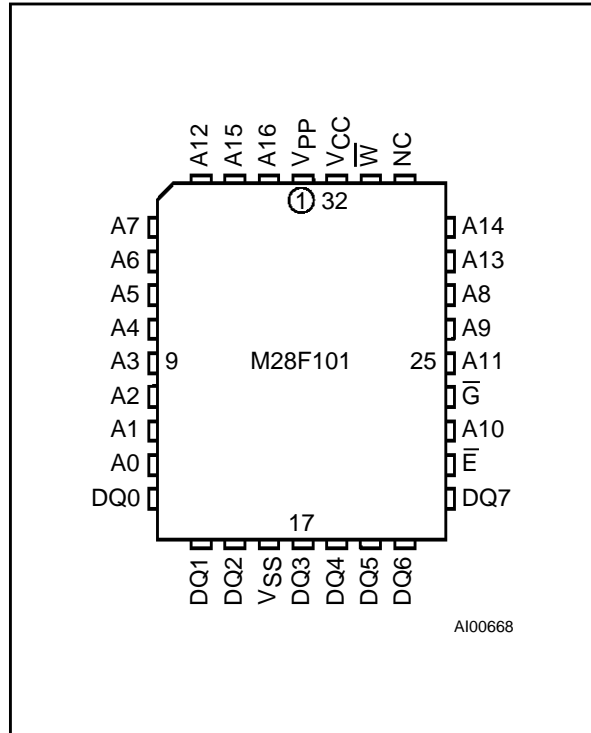 A12 A15 A16 VPP VCC W̅ NC
1 32
A7 A14
A6 A13
A5 A8
A4 A9
A3 9 M28F101 25 A11
A2 G̅
A1 A10
A0 E̅
DQ0 DQ7
17
DQ1 DQ2 VSS DQ3 DQ4 DQ5 DQ6
AI00668